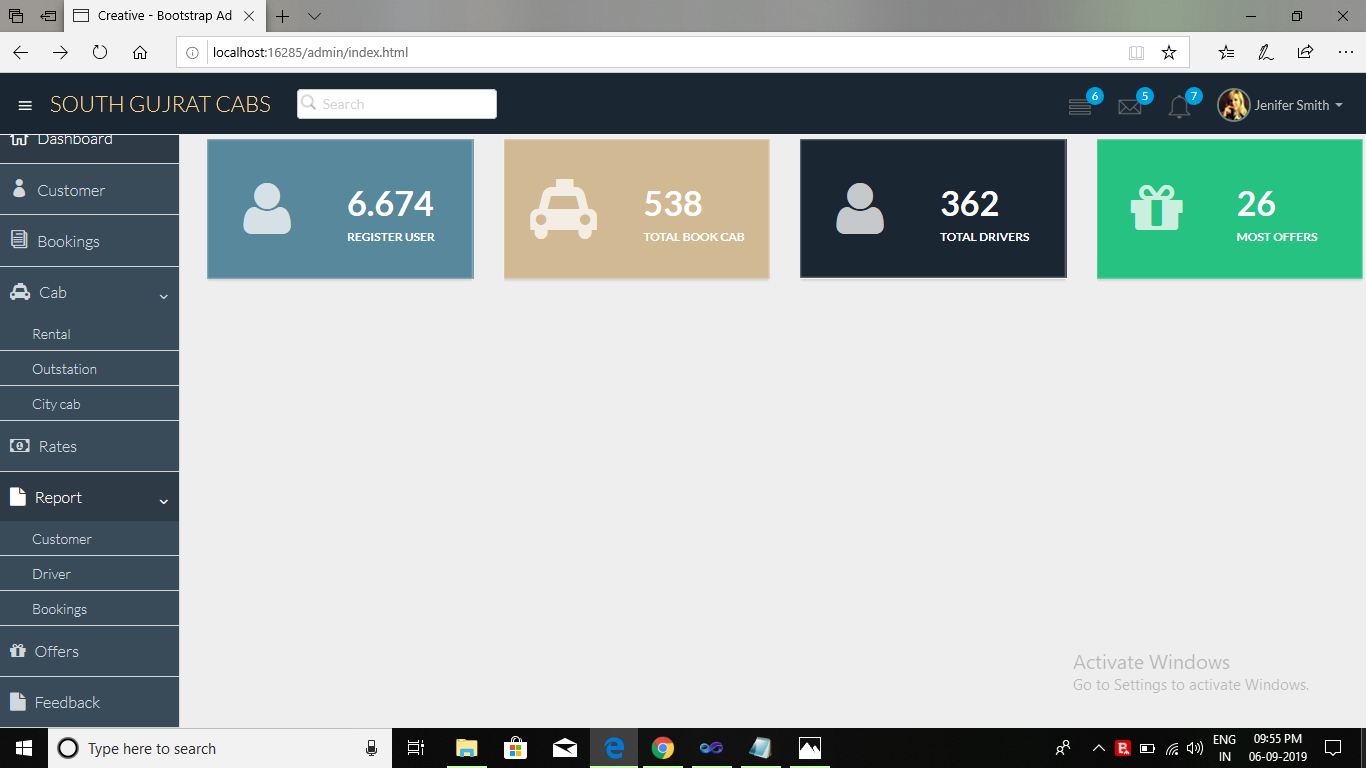 Creative - Bootstrap Ad
localhost:16285/admin/index.html
SOUTH GUJRAT CABS
Search
6
5
7
Jenifer Smith
Dashboard
Customer
Bookings
Cab
Rental
Outstation
City cab
Rates
Report
Customer
Driver
Bookings
Offers
Feedback
6.674
REGISTER USER
538
TOTAL BOOK CAB
362
TOTAL DRIVERS
26
MOST OFFERS
Activate Windows
Go to Settings to activate Windows.
Type here to search
ENG
IN
09:55 PM
06-09-2019